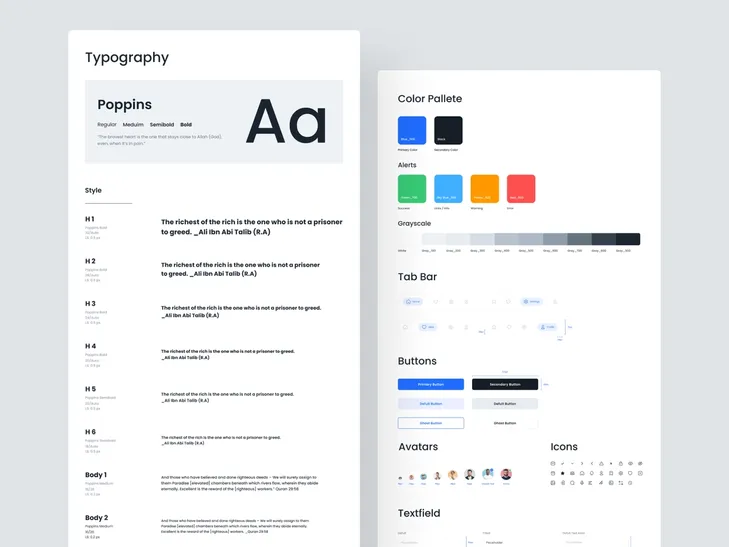 Typography
Poppins
Regular Meduim Semibold Bold
"The bravest heart is the one that stays close to Allah (God);
even, when it's in pain."
Aa
Style
H 1
Poppins Bold
The richest of the rich is the one who is not a prisoner
to greed. _Ali Ibn Abi Talib (R.A)
H 2
Poppins Bold
The richest of the rich is the one who is not a prisoner
to greed. _Ali Ibn Abi Talib (R.A)
H 3
Poppins Bold
The richest of the rich is the one who is not a prisoner to greed.
_Ali Ibn Abi Talib (R.A)
H 4
Poppins Bold
The richest of the rich is the one who is not a prisoner to greed.
_Ali Ibn Abi Talib (R.A)
H 5
Poppins Semibold
The richest of the rich is the one who is not a prisoner to greed.
_Ali Ibn Abi Talib (R.A)
H 6
Poppins Semibold
The richest of the rich is the one who is not a prisoner to greed.
_Ali Ibn Abi Talib (R.A)
Body 1
Poppins Medium
And those who have believed and done righteous deeds - We will surely assign to
them Paradise [elevated] chambers beneath which rivers flow, wherein they abide
eternally. Excellent is the reward of the [righteous] workers." Quran 29:58
Body 2
Poppins Medium
And those who have believed and done righteous deeds - We will surely assign to
them Paradise [elevated] chambers beneath which rivers flow, wherein they abide eternally.
Excellent is the reward of the [righteous] workers." Quran 29:58
Color Pallete
Primary Color Secondary Color
Alerts
Success Warning Error
Grayscale
White
Tab Bar
Buttons
Primary Button Secondary Button
Defult Button Defult Button
Ghost Button Ghost Button
Avatars
Icons
Textfield